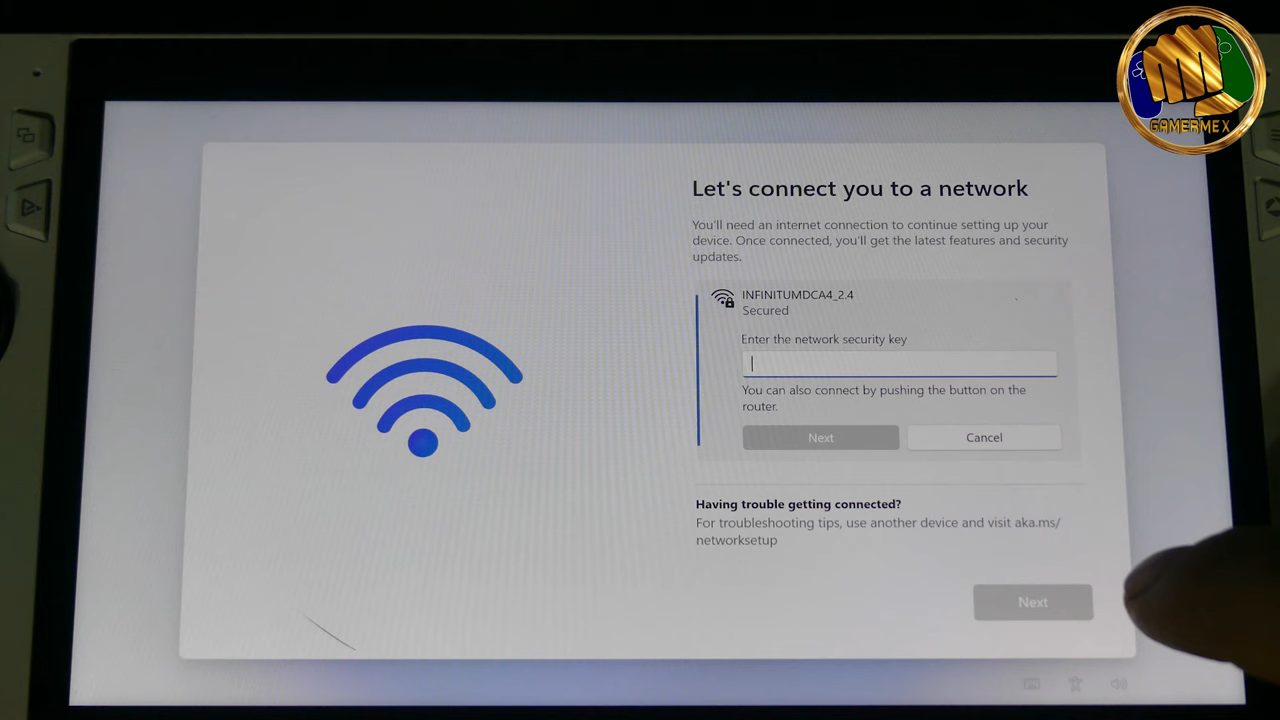 GAMERMEX
Let's connect you to a network
You'll need an internet connection to continue setting up your
device. Once connected, you'll get the latest features and security
updates.
INFINITUMDCA4_2.4
Secured
Enter the network security key
You can also connect by pushing the button on the
router.
Next Cancel
Having trouble getting connected?
For troubleshooting tips, use another device and visit aka.ms/
networksetup
Next